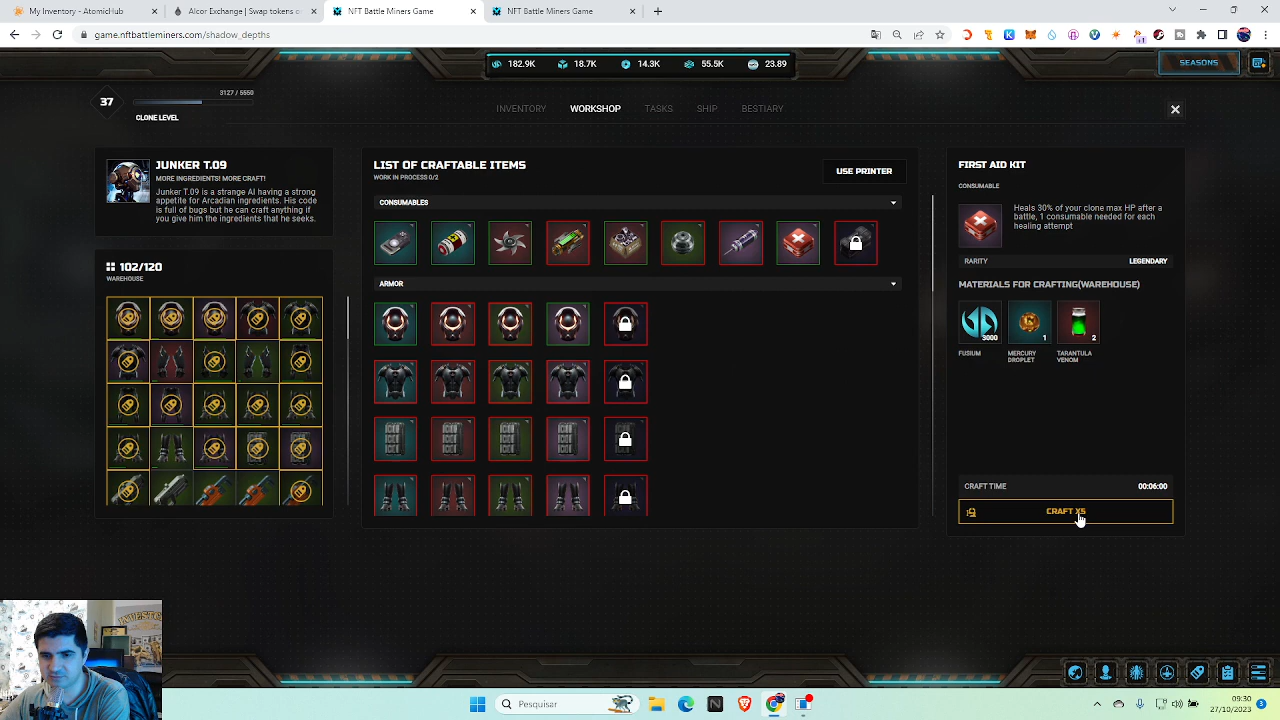 My Inventory - AtomicHub
Alcor Exchange | Swap tokens o
NFT Battle Miners Game
NFT Battle Miners Game
game.nftbattleminers.com/shadow_depths
182.9K
18.7K
14.3K
55.5K
23.89
SEASONS
37
3127 / 5550
CLONE LEVEL
INVENTORY
WORKSHOP
TASKS
SHIP
BESTIARY
JUNKER T.09
MORE INGREDIENTS! MORE CRAFT!
Junker T.09 is a strange AI having a strong
appetite for Arcadian ingredients. His code
is full of bugs but he can craft anything if
you give him the ingredients that he seeks.
102/120
WAREHOUSE
LIST OF CRAFTABLE ITEMS
WORK IN PROCESS 0/2
USE PRINTER
CONSUMABLES
ARMOR
FIRST AID KIT
CONSUMABLE
Heals 30% of your clone max HP after a
battle, 1 consumable needed for each
healing attempt
RARITY
LEGENDARY
MATERIALS FOR CRAFTING(WAREHOUSE)
3000
1
2
FUSIUM
MERCURY
DROPLET
TARANTULA
VENOM
CRAFT TIME
00:06:00
CRAFT X5
Pesquisar
09:30
27/10/2023
3